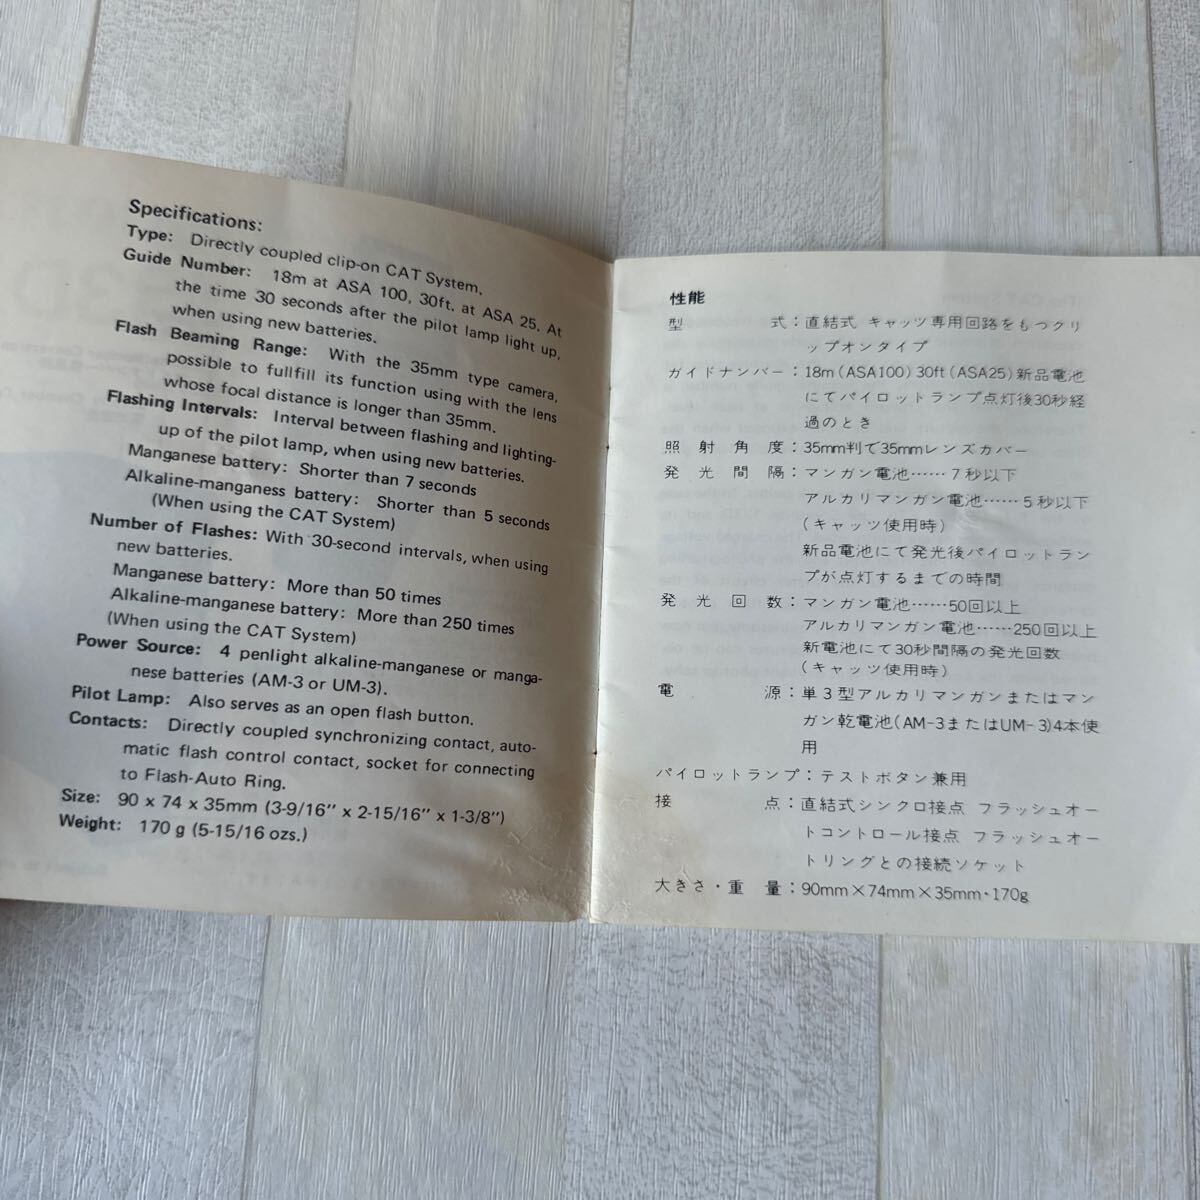 Specifications:
Type: Directly coupled clip-on CAT System.
Guide Number: 18m at ASA 100, 30ft. at ASA 25. At
the time 30 seconds after the pilot lamp light up,
when using new batteries.
Flash Beaming Range: With the 35mm type camera,
possible to fullfill its function using with the lens
whose focal distance is longer than 35mm.
Flashing Intervals: Interval between flashing and lighting-
up of the pilot lamp, when using new batteries.
Manganese battery: Shorter than 7 seconds
Alkaline-manganess battery: Shorter than 5 seconds
(When using the CAT System)
Number of Flashes: With 30-second intervals, when using
new batteries.
Manganese battery: More than 50 times
Alkaline-manganese battery: More than 250 times
(When using the CAT System)
Power Source: 4 penlight alkaline-manganese or manga-
nese batteries (AM-3 or UM-3).
Pilot Lamp: Also serves as an open flash button.
Contacts: Directly coupled synchronizing contact, auto-
matic flash control contact, socket for connecting
to Flash-Auto Ring.
Size: 90 x 74 x 35mm (3-9/16" x 2-15/16" x 1-3/8")
Weight: 170 g (5-15/16 ozs.)
性能
型　　　式：直結式 キャッツ専用回路をもつクリ
ップオンタイプ
ガイドナンバー：18m (ASA100) 30ft (ASA25) 新品電池
にてパイロットランプ点灯後30秒経
過のとき
照 射 角 度：35mm判で35mmレンズカバー
発 光 間 隔：マンガン電池……7秒以下
アルカリマンガン電池……5秒以下
(キャッツ使用時)
新品電池にて発光後パイロットラン
プが点灯するまでの時間
発 光 回 数：マンガン電池……50回以上
アルカリマンガン電池……250回以上
新電池にて30秒間隔の発光回数
(キャッツ使用時)
電　　　源：単3型アルカリマンガンまたはマン
ガン乾電池(AM-3またはUM-3)4本使
用
パイロットランプ：テストボタン兼用
接　　　点：直結式シンクロ接点 フラッシュオー
トコントロール接点 フラッシュオー
トリングとの接続ソケット
大きさ・重　量：90mm×74mm×35mm・170g